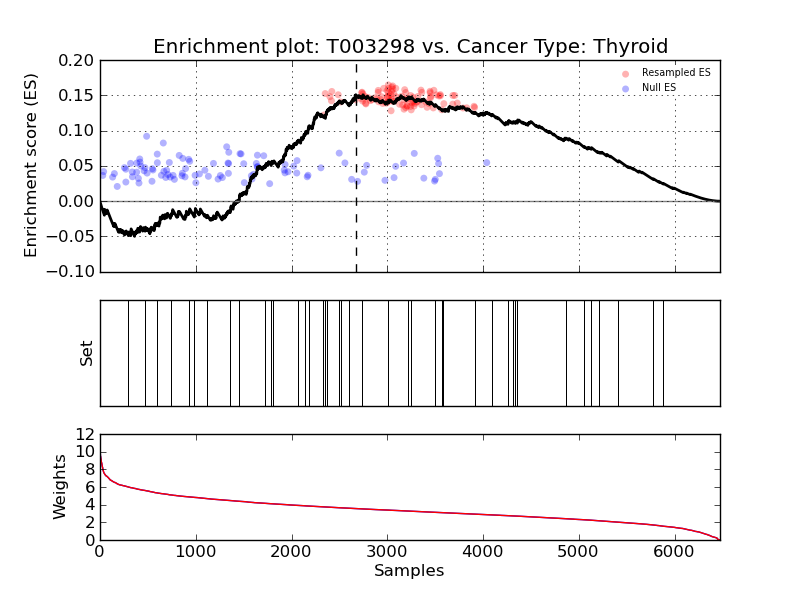 Enrichment plot: T003298 vs. Cancer Type: Thyroid
Enrichment score (ES)
0.20
0.15
0.10
0.05
0.00
−0.05
−0.10
Resampled ES
Null ES
Set
Weights
12
10
8
6
4
2
0
0 1000 2000 3000 4000 5000 6000
Samples